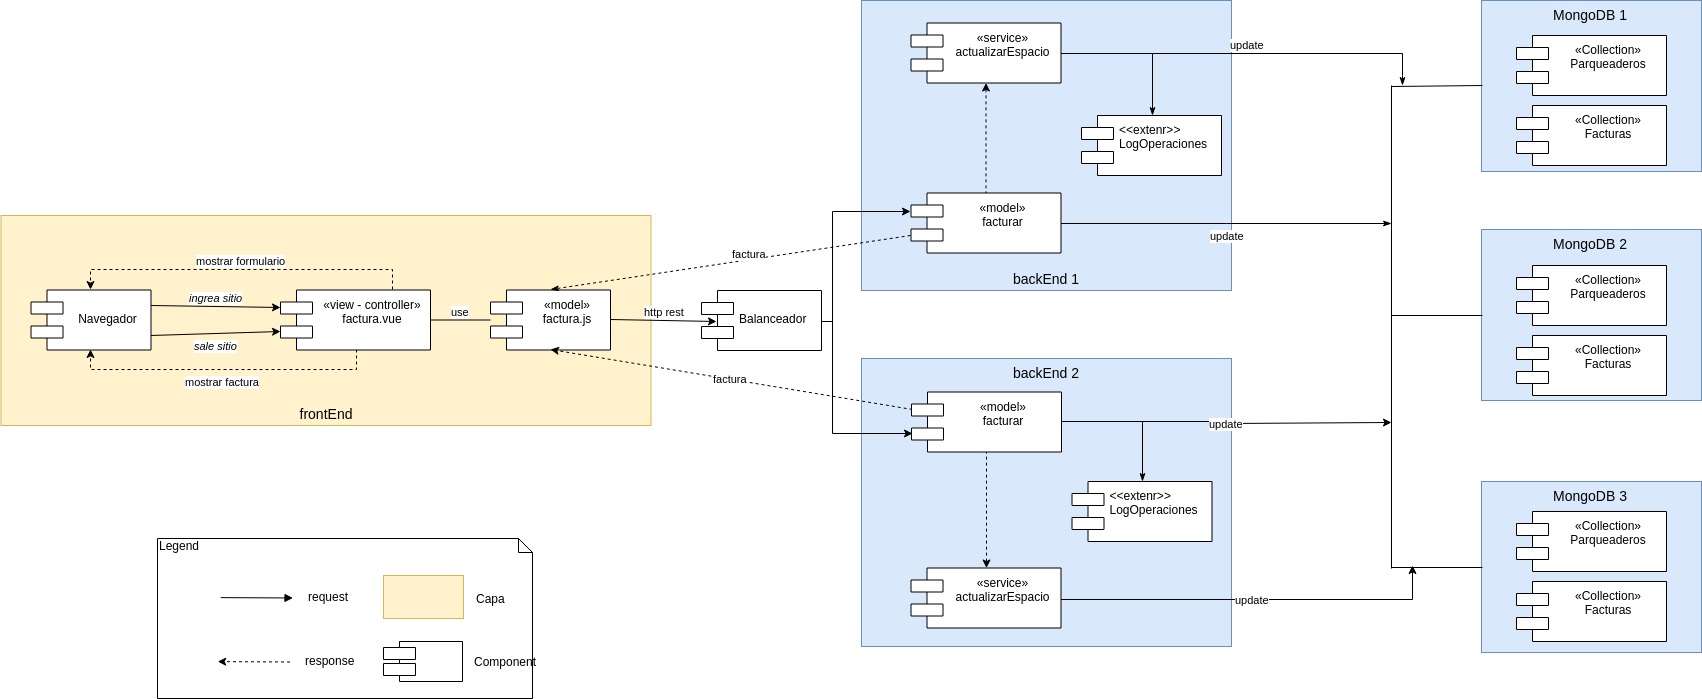 MongoDB 1
«Collection»
Parqueaderos
«Collection»
Facturas
«service»
actualizarEspacio
update
<<extenr>>
LogOperaciones
«model»
facturar
update
backEnd 1
MongoDB 2
«Collection»
Parqueaderos
«Collection»
Facturas
mostrar formulario
factura
Navegador
ingrea sitio
sale sitio
«view - controller»
factura.vue
use
«model»
factura.js
http rest
Balanceador
mostrar factura
factura
frontEnd
backEnd 2
«model»
facturar
update
<<extenr>>
LogOperaciones
«service»
actualizarEspacio
update
MongoDB 3
«Collection»
Parqueaderos
«Collection»
Facturas
Legend
request
Capa
response
Component